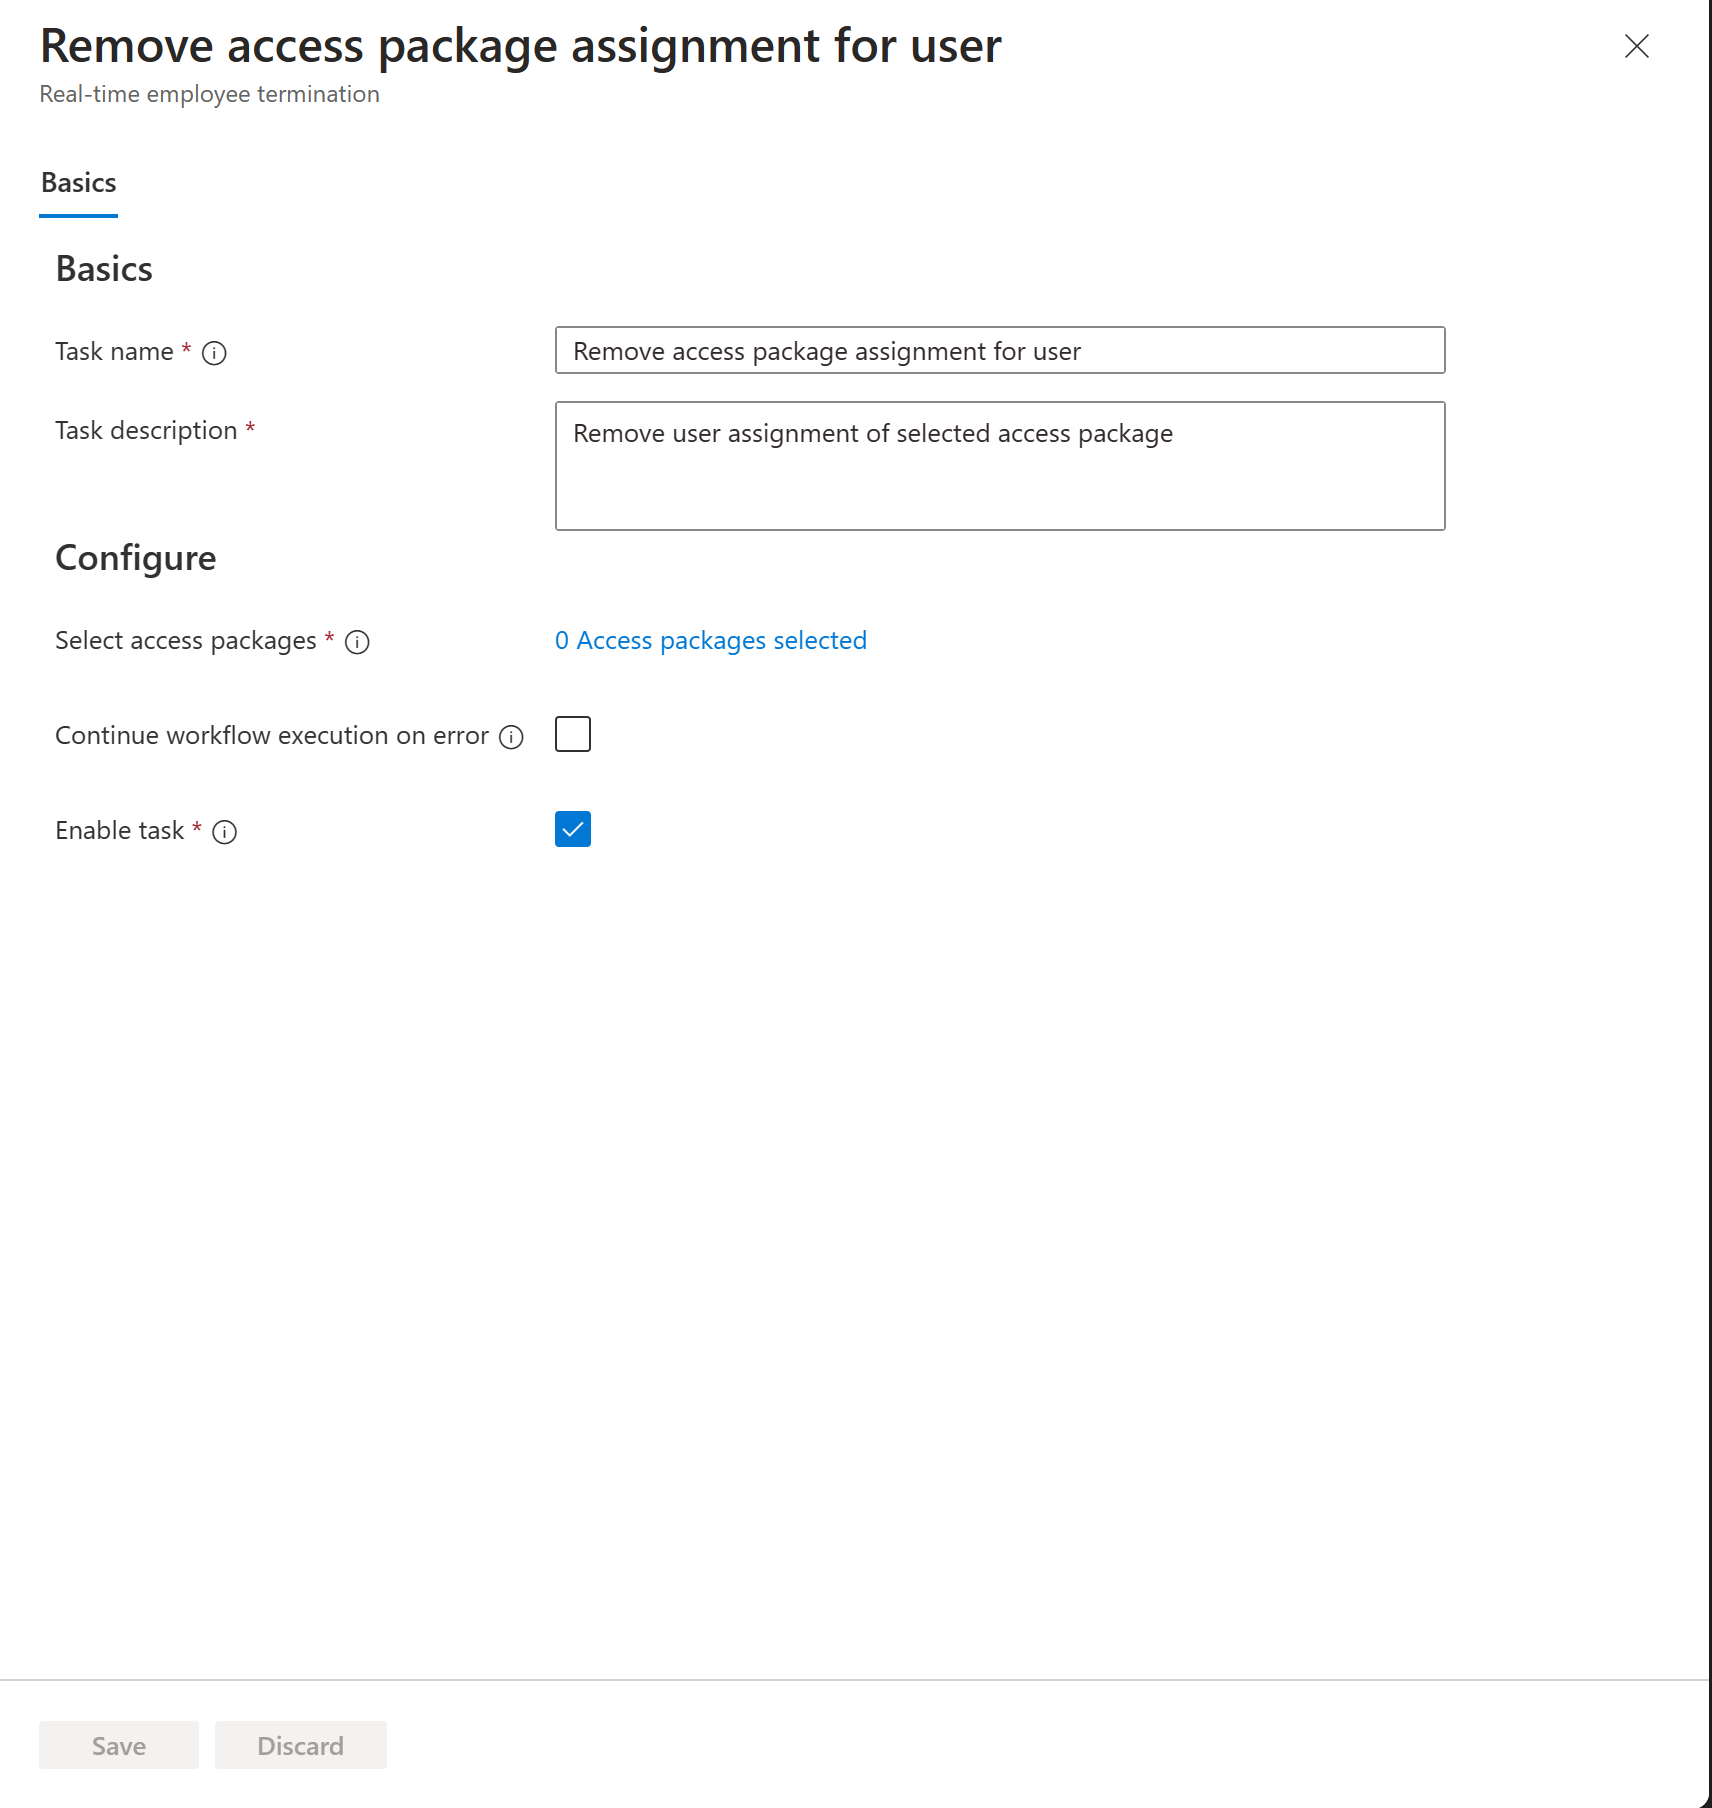 Remove access package assignment for user
Real-time employee termination
Basics
Basics
Task name *
Remove access package assignment for user
Task description *
Remove user assignment of selected access package
Configure
Select access packages *
0 Access packages selected
Continue workflow execution on error
Enable task *
Save
Discard